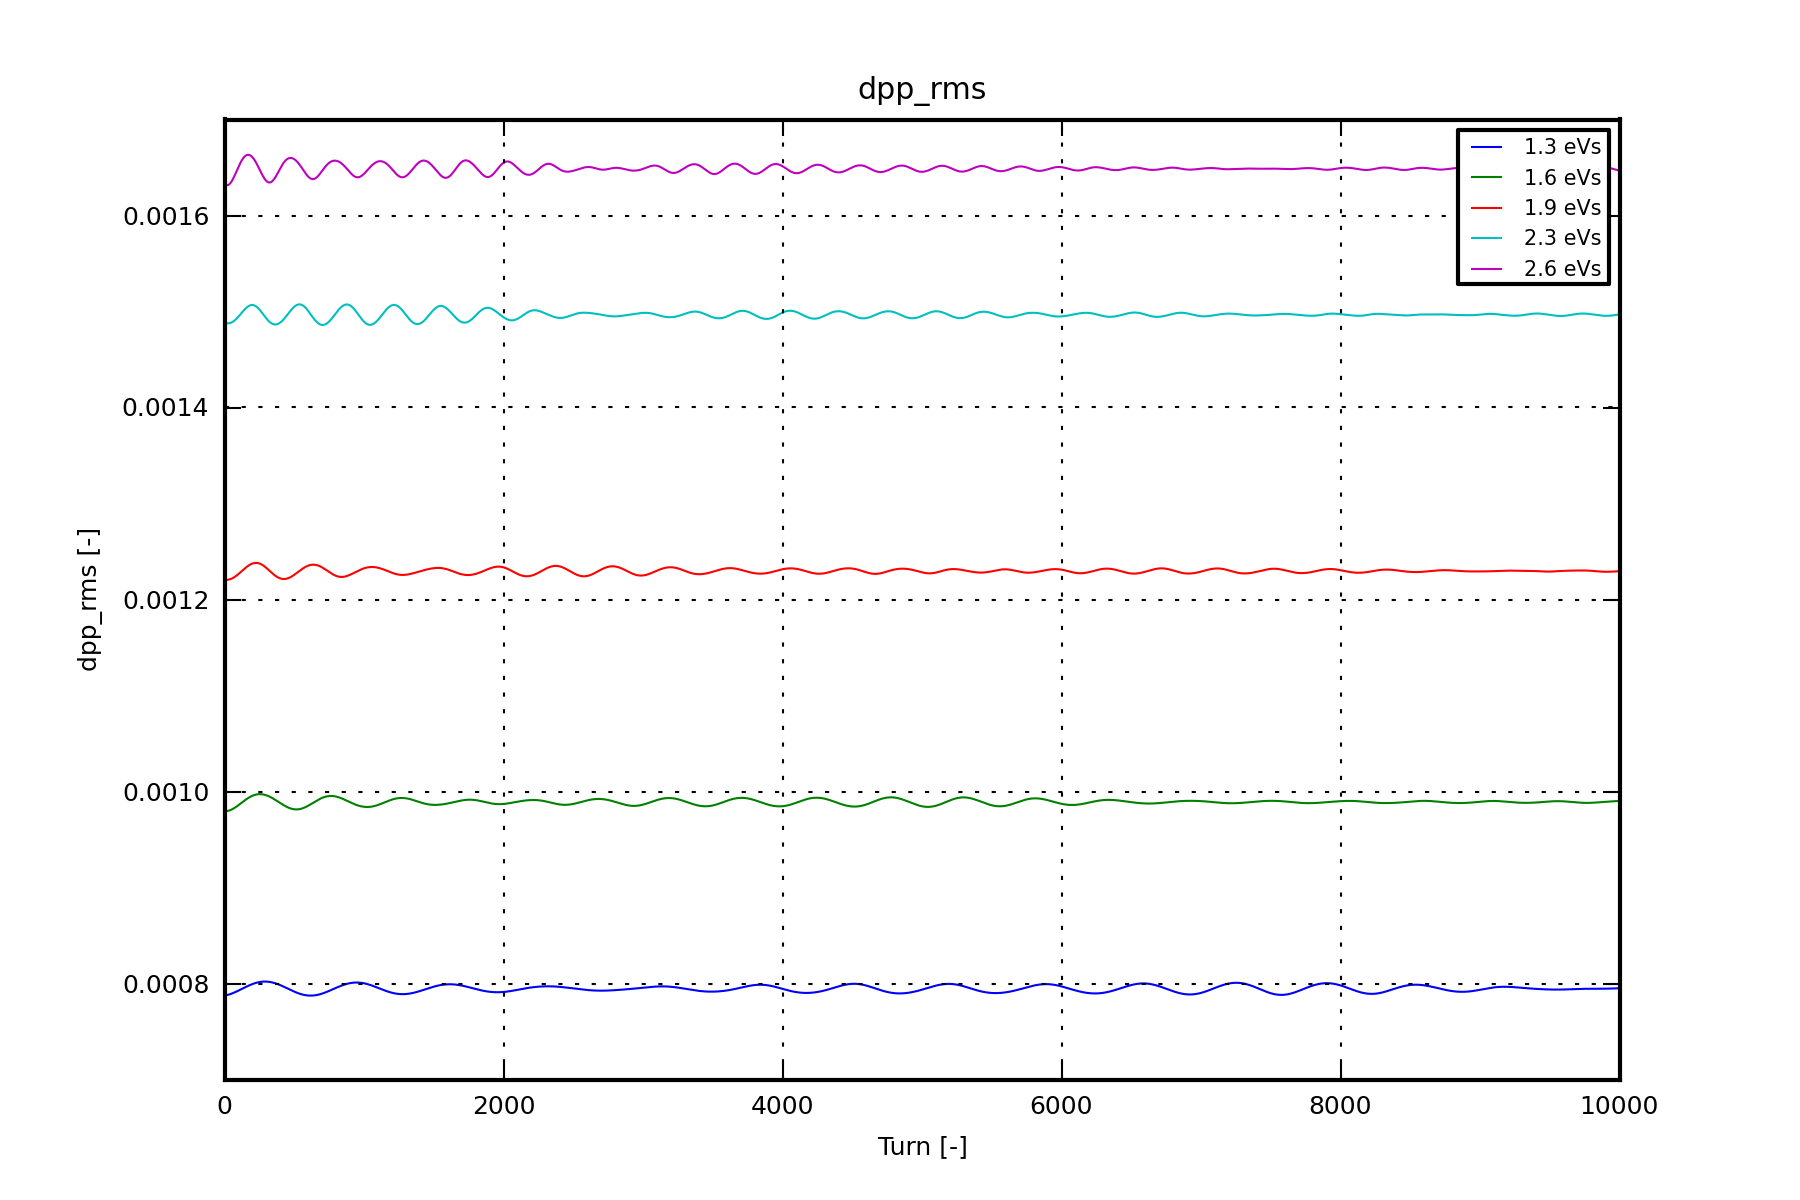 dpp_rms
1.3 eVs
1.6 eVs
1.9 eVs
2.3 eVs
2.6 eVs
0.0016
0.0014
0.0012
0.0010
0.0008
dpp_rms [-]
0 2000 4000 6000 8000 10000
Turn [-]